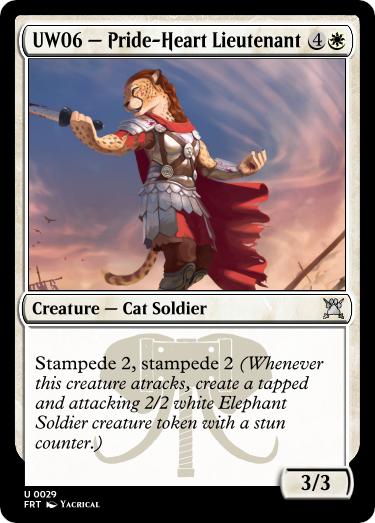 UW06 — Pride-Heart Lieutenant 4
Creature — Cat Soldier
Stampede 2, stampede 2 (Whenever
this creature atracks, create a tapped
and attacking 2/2 white Elephant
Soldier creature token with a stun
counter.)
3/3
U 0029
FRT Yacrical